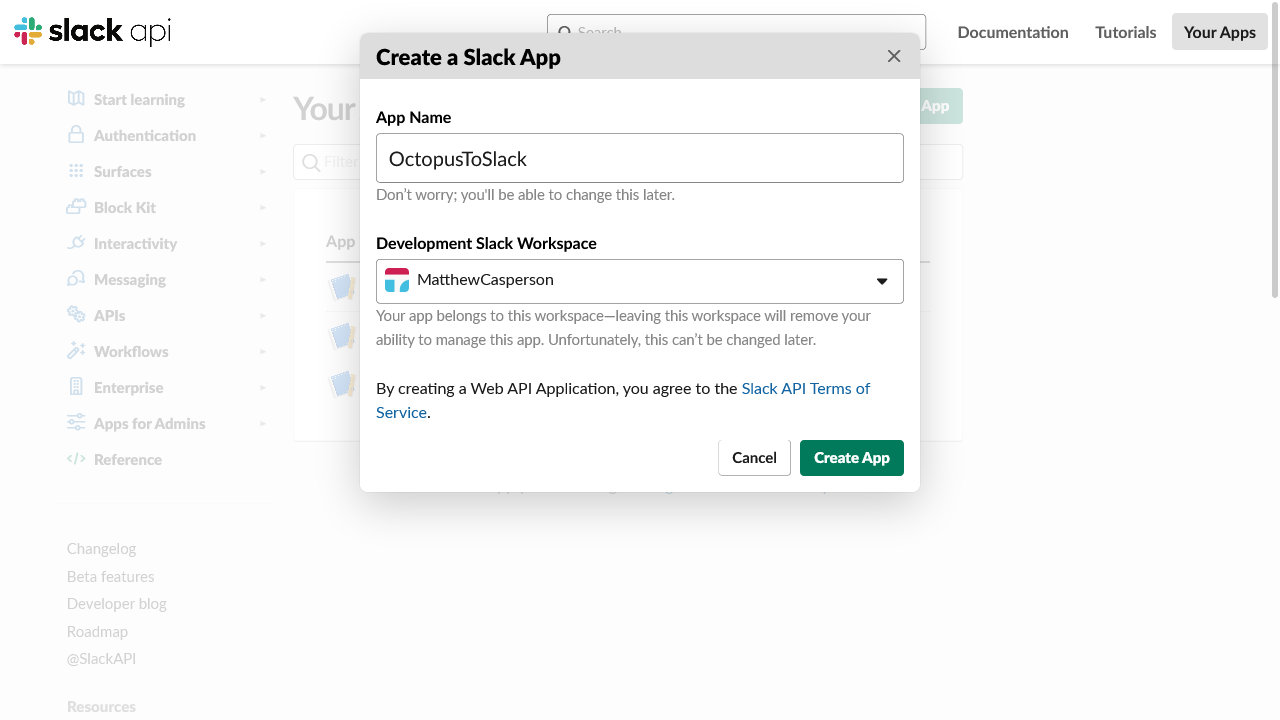 slack api
Search
Documentation
Tutorials
Your Apps
Create a Slack App
Start learning
Authentication
Surfaces
Block Kit
Interactivity
Messaging
APIs
Workflows
Enterprise
Apps for Admins
Reference
Changelog
Beta features
Developer blog
Roadmap
@SlackAPI
Resources
Your
App
Filter
App
App Name
OctopusToSlack
Don't worry; you'll be able to change this later.
Development Slack Workspace
MatthewCasperson
Your app belongs to this workspace—leaving this workspace will remove your
ability to manage this app. Unfortunately, this can't be changed later.
By creating a Web API Application, you agree to the Slack API Terms of
Service.
Cancel
Create App